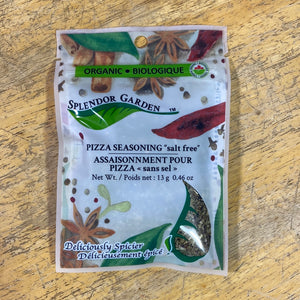 ORGANIC • BIOLOGIQUE
SPLENDOR GARDEN ™
PIZZA SEASONING "salt free"
ASSAISONNMENT POUR
PIZZA « sans sel »
Net Wt. / Poids net : 13 g 0.46 oz
Deliciously Spicier
Délicieusement épicé !